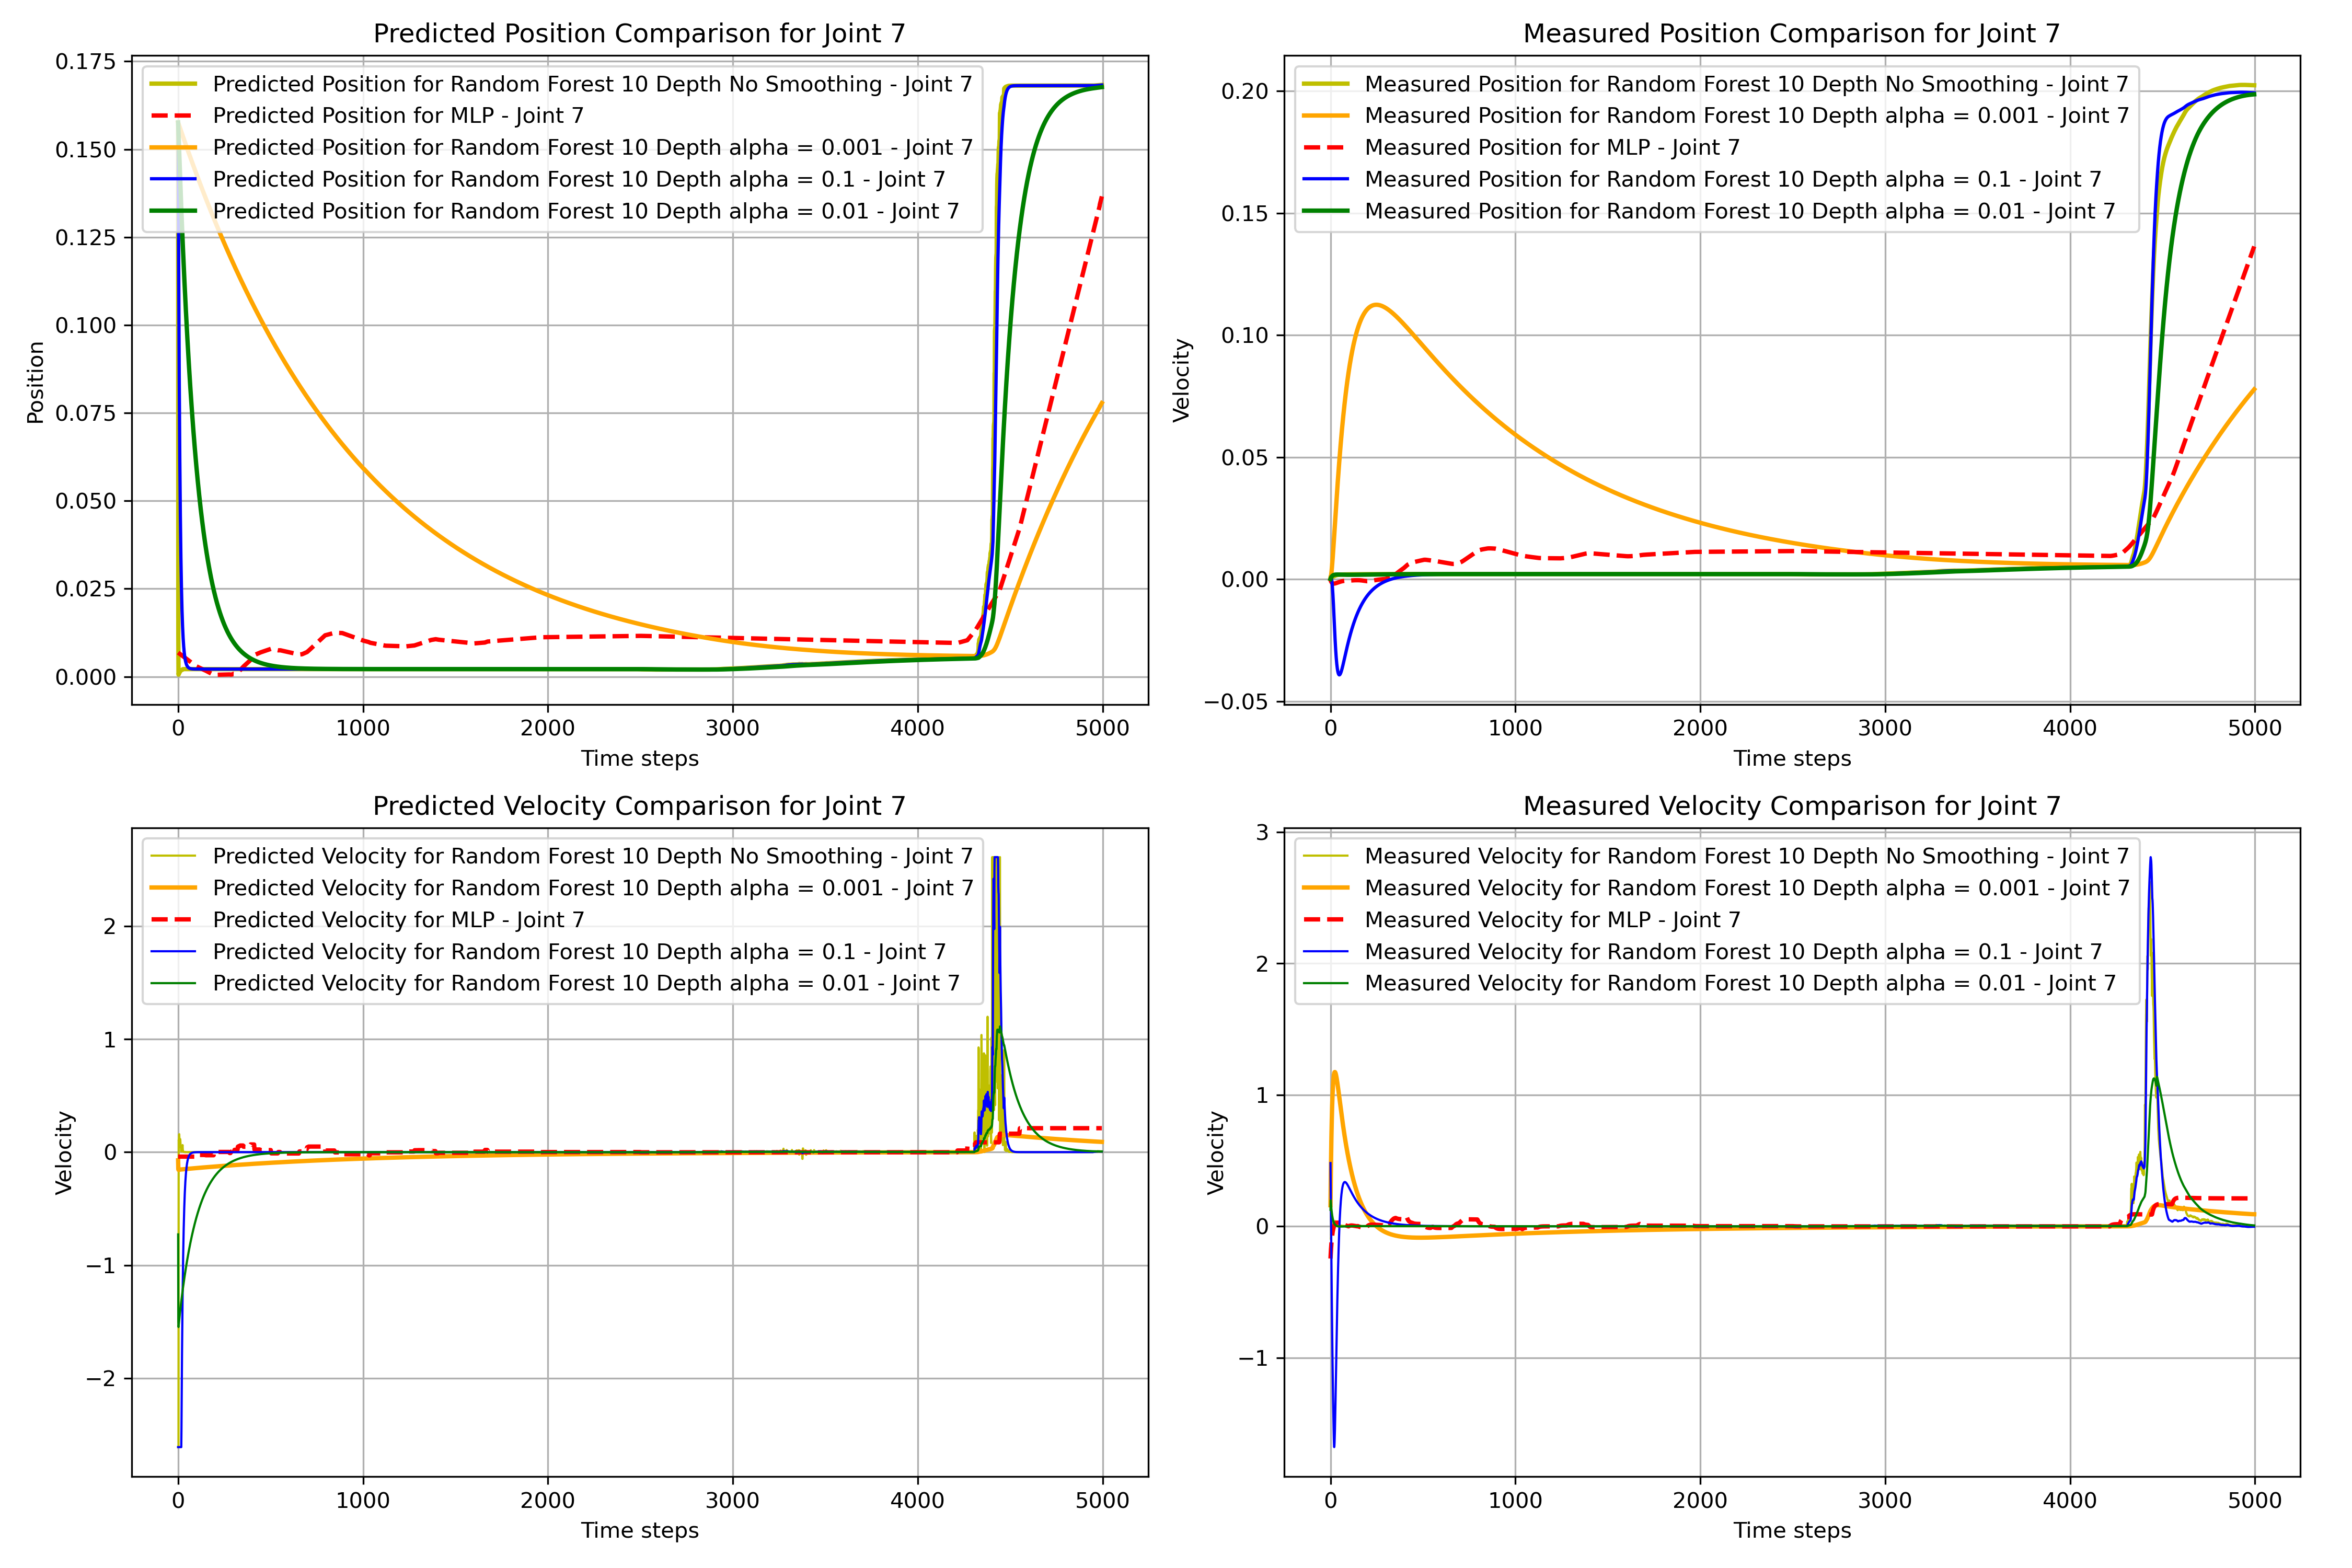 Predicted Position Comparison for Joint 7
0.175
0.150
0.125
0.100
0.075
0.050
0.025
0.000
Position
Predicted Position for Random Forest 10 Depth No Smoothing - Joint 7
Predicted Position for MLP - Joint 7
Predicted Position for Random Forest 10 Depth alpha = 0.001 - Joint 7
Predicted Position for Random Forest 10 Depth alpha = 0.1 - Joint 7
Predicted Position for Random Forest 10 Depth alpha = 0.01 - Joint 7
0 1000 2000 3000 4000 5000
Time steps
Measured Position Comparison for Joint 7
0.20
0.15
0.10
0.05
0.00
−0.05
Velocity
Measured Position for Random Forest 10 Depth No Smoothing - Joint 7
Measured Position for Random Forest 10 Depth alpha = 0.001 - Joint 7
Measured Position for MLP - Joint 7
Measured Position for Random Forest 10 Depth alpha = 0.1 - Joint 7
Measured Position for Random Forest 10 Depth alpha = 0.01 - Joint 7
0 1000 2000 3000 4000 5000
Time steps
Predicted Velocity Comparison for Joint 7
2
1
0
−1
−2
Velocity
Predicted Velocity for Random Forest 10 Depth No Smoothing - Joint 7
Predicted Velocity for Random Forest 10 Depth alpha = 0.001 - Joint 7
Predicted Velocity for MLP - Joint 7
Predicted Velocity for Random Forest 10 Depth alpha = 0.1 - Joint 7
Predicted Velocity for Random Forest 10 Depth alpha = 0.01 - Joint 7
0 1000 2000 3000 4000 5000
Time steps
Measured Velocity Comparison for Joint 7
3
2
1
0
−1
Velocity
Measured Velocity for Random Forest 10 Depth No Smoothing - Joint 7
Measured Velocity for Random Forest 10 Depth alpha = 0.001 - Joint 7
Measured Velocity for MLP - Joint 7
Measured Velocity for Random Forest 10 Depth alpha = 0.1 - Joint 7
Measured Velocity for Random Forest 10 Depth alpha = 0.01 - Joint 7
0 1000 2000 3000 4000 5000
Time steps